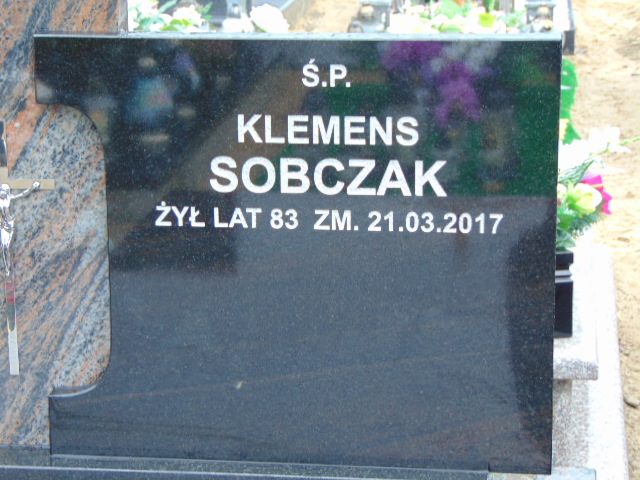 Ś.P.
KLEMENS
SOBCZAK
ŻYŁ LAT 83 ZM. 21.03.2017